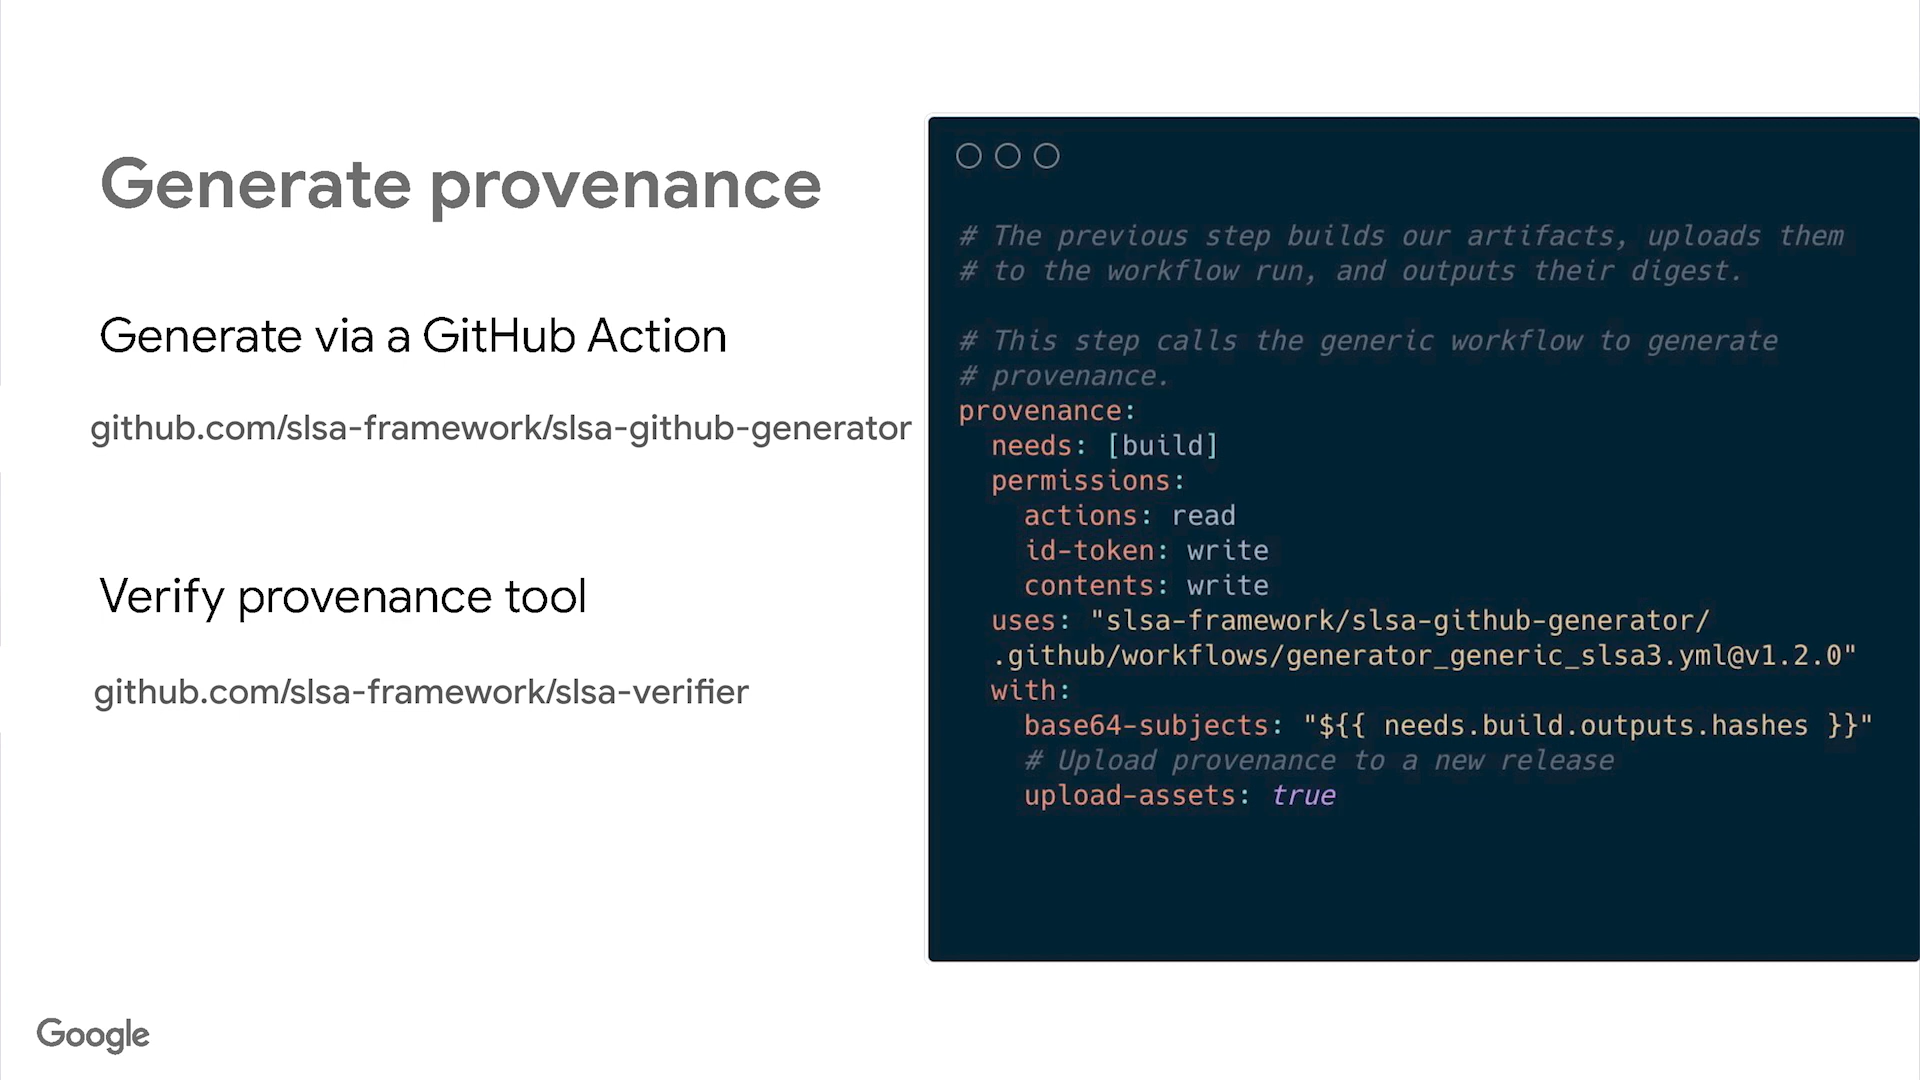 Generate provenance
Generate via a GitHub Action
github.com/slsa-framework/slsa-github-generator
Verify provenance tool
github.com/slsa-framework/slsa-verifier
# The previous step builds our artifacts, uploads them
# to the workflow run, and outputs their digest.
# This step calls the generic workflow to generate
# provenance.
provenance:
  needs: [build]
  permissions:
    actions: read
    id-token: write
    contents: write
  uses: "slsa-framework/slsa-github-generator/
  .github/workflows/generator_generic_slsa3.yml@v1.2.0"
  with:
    base64-subjects: "${{ needs.build.outputs.hashes }}"
    # Upload provenance to a new release
    upload-assets: true
Google